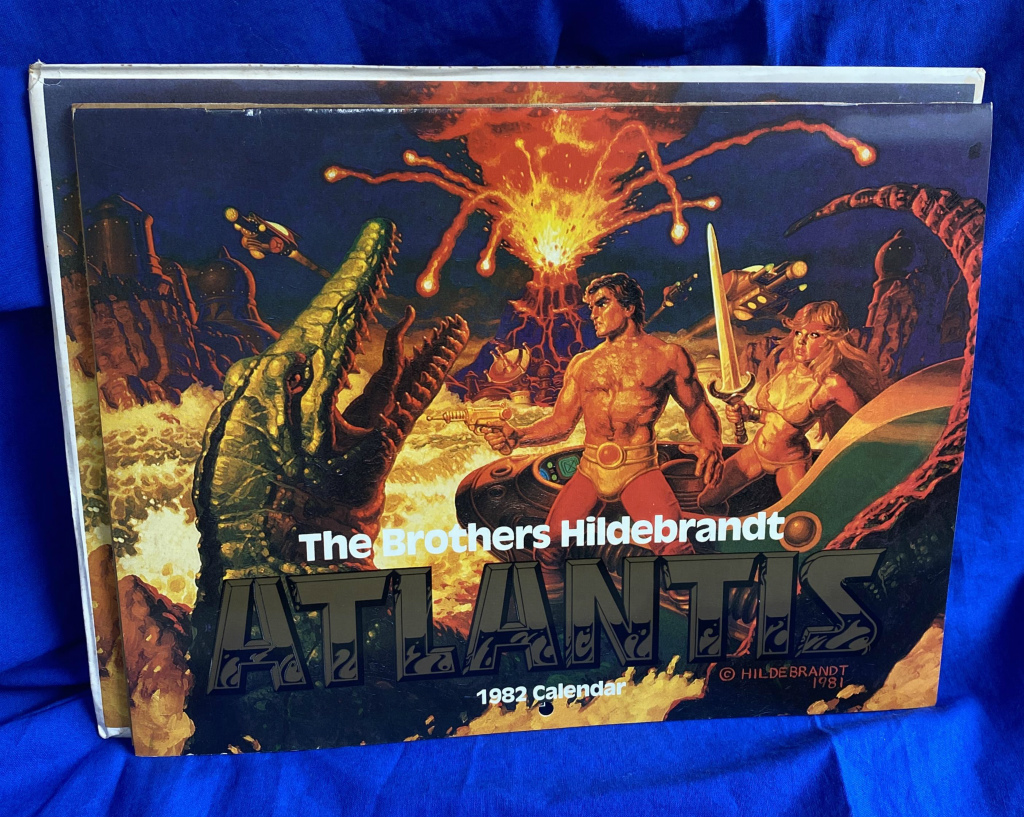 The Brothers Hildebrandt
ATLANTIS
© HILDEBRANDT
1981
1982 Calendar